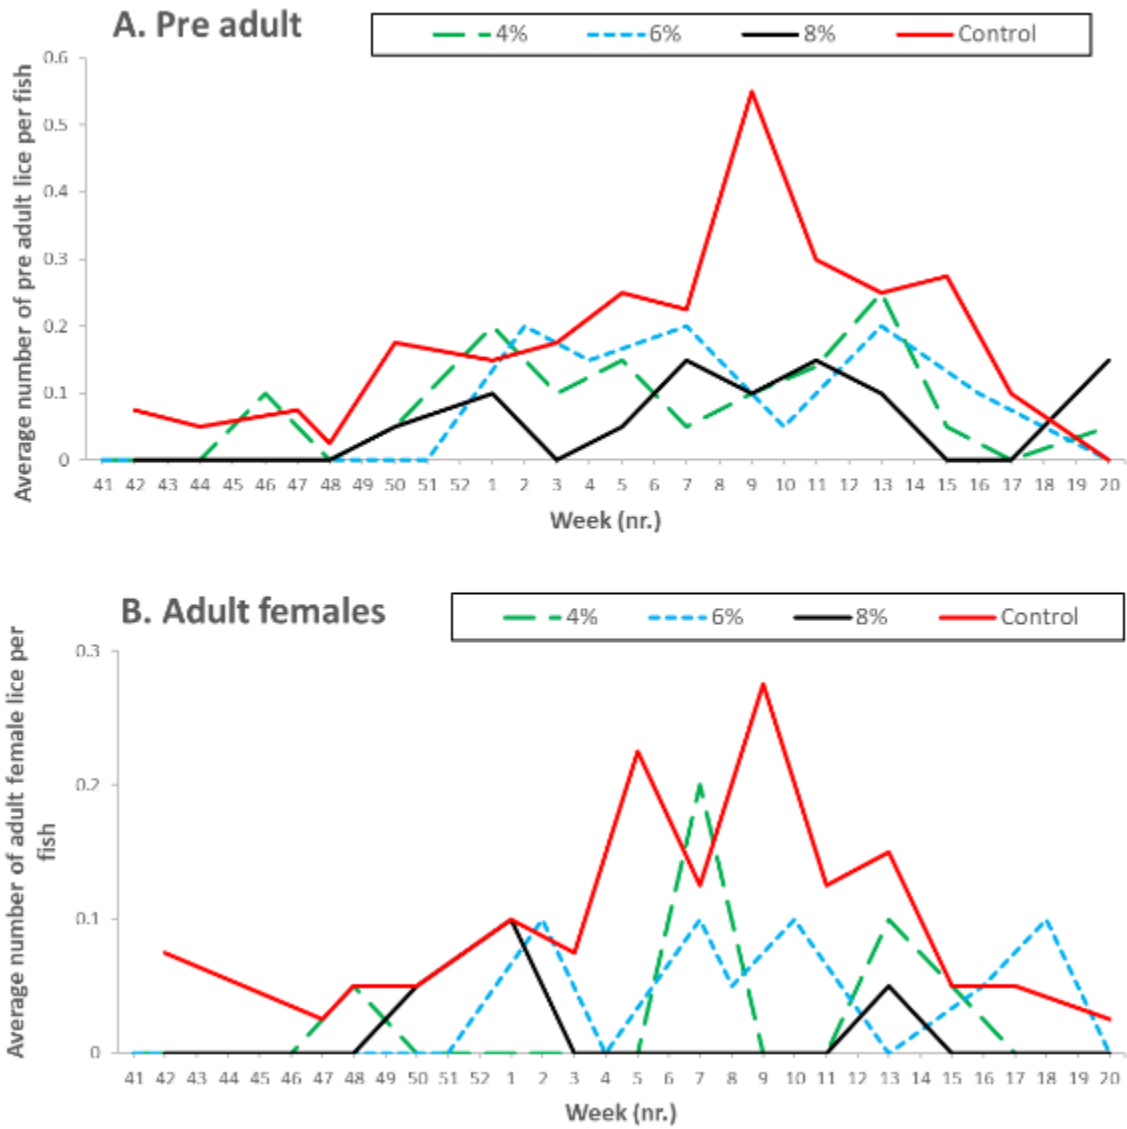 A. Pre adult
4% 6% 8% Control
Average number of pre adult lice per fish
0.6
0.5
0.4
0.3
0.2
0.1
0
41 42 43 44 45 46 47 48 49 50 51 52 1 2 3 4 5 6 7 8 9 10 11 12 13 14 15 16 17 18 19 20
Week (nr.)
B. Adult females
4% 6% 8% Control
Average number of adult female lice per
fish
0.3
0.2
0.1
0
41 42 43 44 45 46 47 48 49 50 51 52 1 2 3 4 5 6 7 8 9 10 11 12 13 14 15 16 17 18 19 20
Week (nr.)